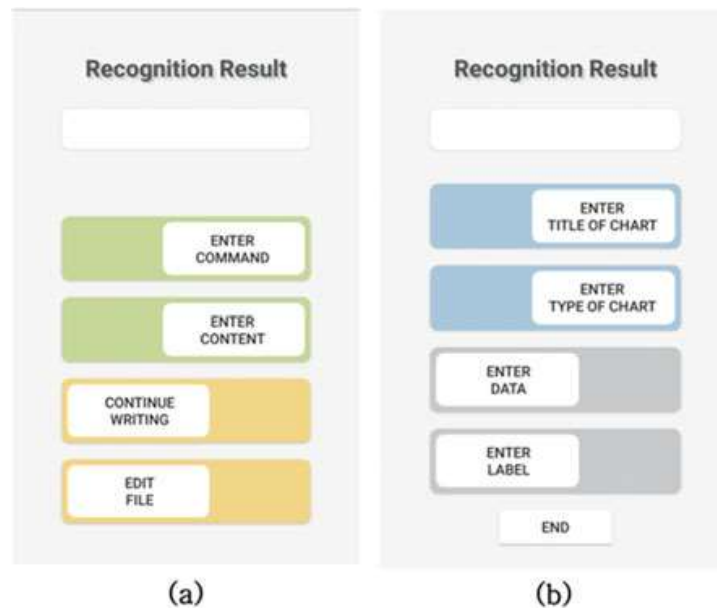 Recognition Result
ENTER
COMMAND
ENTER
CONTENT
CONTINUE
WRITING
EDIT
FILE
(a)
Recognition Result
ENTER
TITLE OF CHART
ENTER
TYPE OF CHART
ENTER
DATA
ENTER
LABEL
END
(b)